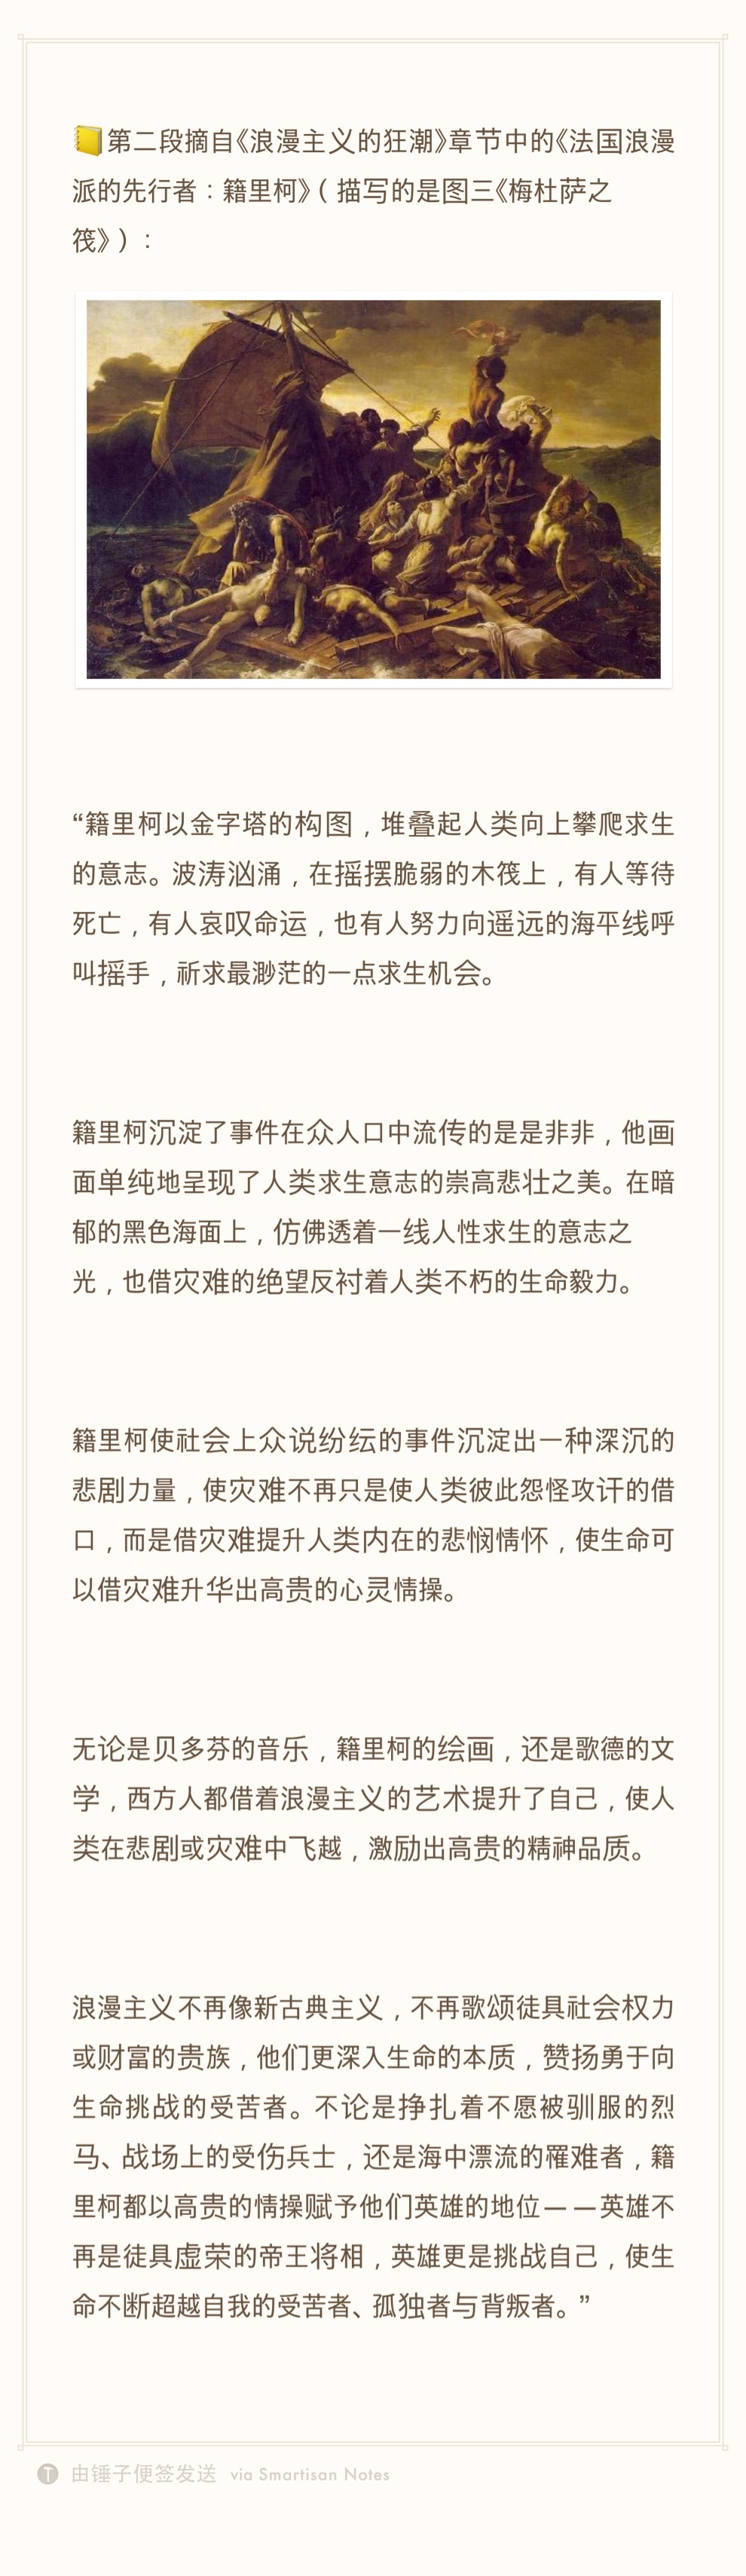 第二段摘自《浪漫主义的狂潮》章节中的《法国浪漫
派的先行者：籍里柯》（描写的是图三《梅杜萨之
筏》）：
“籍里柯以金字塔的构图，堆叠起人类向上攀爬求生
的意志。波涛汹涌，在摇摆脆弱的木筏上，有人等待
死亡，有人哀叹命运，也有人努力向遥远的海平线呼
叫摇手，祈求最渺茫的一点求生机会。
籍里柯沉淀了事件在众人口中流传的是是非非，他画
面单纯地呈现了人类求生意志的崇高悲壮之美。在暗
郁的黑色海面上，仿佛透着一线人性求生的意志之
光，也借灾难的绝望反衬着人类不朽的生命毅力。
籍里柯使社会上众说纷纭的事件沉淀出一种深沉的
悲剧力量，使灾难不再只是使人类彼此怨怪攻讦的借
口，而是借灾难提升人类内在的悲悯情怀，使生命可
以借灾难升华出高贵的心灵情操。
无论是贝多芬的音乐，籍里柯的绘画，还是歌德的文
学，西方人都借着浪漫主义的艺术提升了自己，使人
类在悲剧或灾难中飞越，激励出高贵的精神品质。
浪漫主义不再像新古典主义，不再歌颂徒具社会权力
或财富的贵族，他们更深入生命的本质，赞扬勇于向
生命挑战的受苦者。不论是挣扎着不愿被驯服的烈
马、战场上的受伤兵士，还是海中漂流的罹难者，籍
里柯都以高贵的情操赋予他们英雄的地位——英雄不
再是徒具虚荣的帝王将相，英雄更是挑战自己，使生
命不断超越自我的受苦者、孤独者与背叛者。”
由锤子便签发送 via Smartisan Notes